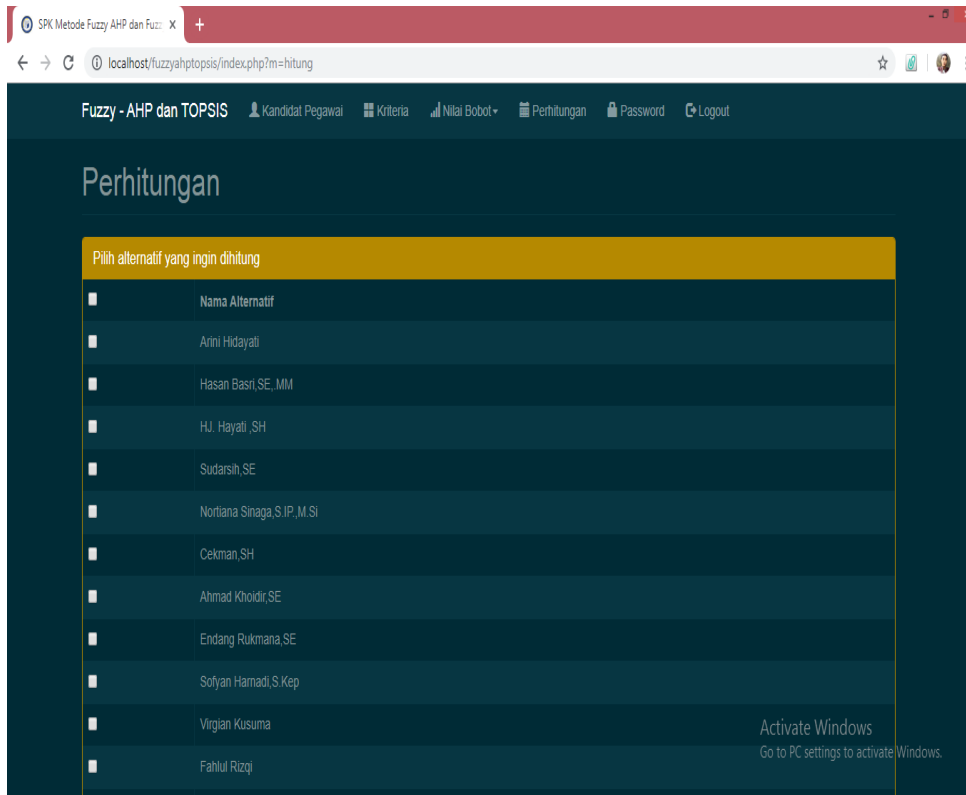 SPK Metode Fuzzy AHP dan Fuzz
localhost/fuzzyahptopsis/index.php?m=hitung
Fuzzy - AHP dan TOPSIS Kandidat Pegawai Kriteria Nilai Bobot Perhitungan Password Logout
Perhitungan
Pilih alternatif yang ingin dihitung
Nama Alternatif
Arini Hidayati
Hasan Basri,SE,.MM
HJ. Hayati ,SH
Sudarsih,SE
Nortiana Sinaga,S.IP.,M.Si
Cekman,SH
Ahmad Khoidir,SE
Endang Rukmana,SE
Sofyan Hamadi,S.Kep
Virgian Kusuma
Fahlul Rizqi
Activate Windows
Go to PC settings to activate Windows.